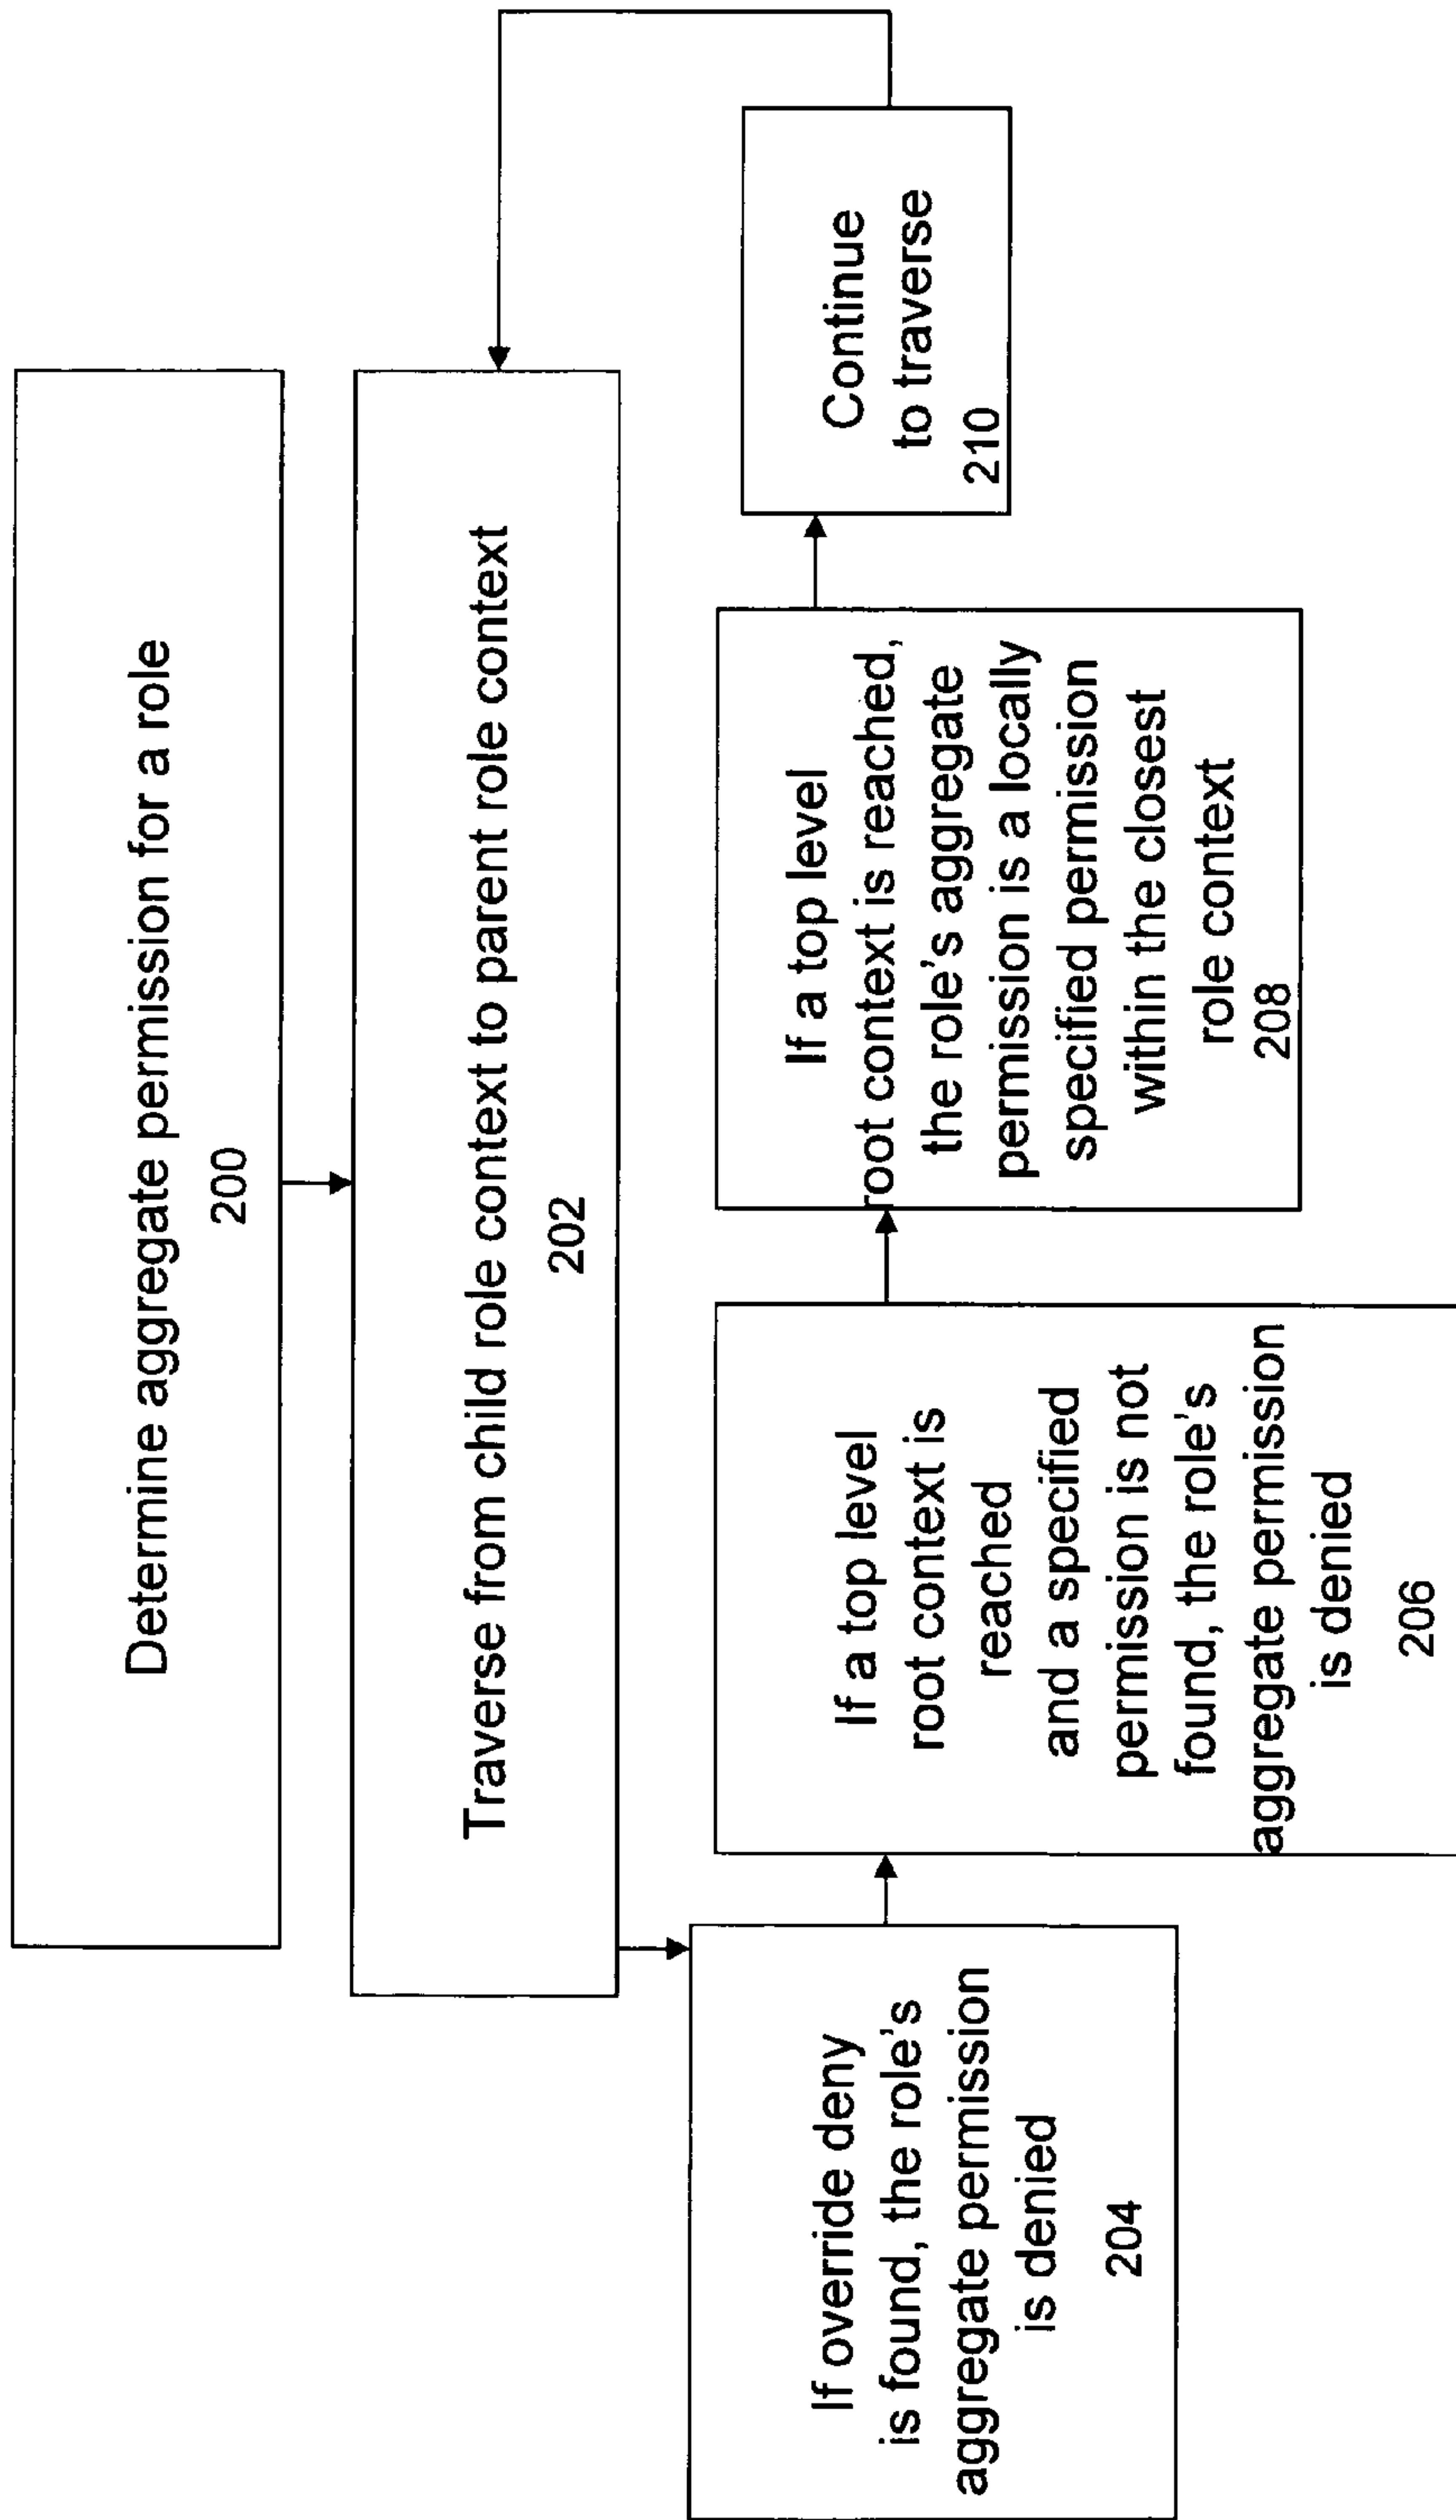 Determine aggregate permission for a role
200
Traverse from child role context to parent role context
202
If override deny
is found, the role's
aggregate permission
is denied
204
If a top level
root context is
reached
and a specified
permission is not
found, the role's
aggregate permission
is denied
206
If a top level
root context is reached,
the role's aggregate
permission is a locally
specified permission
within the closest
role context
208
Continue
to traverse
210